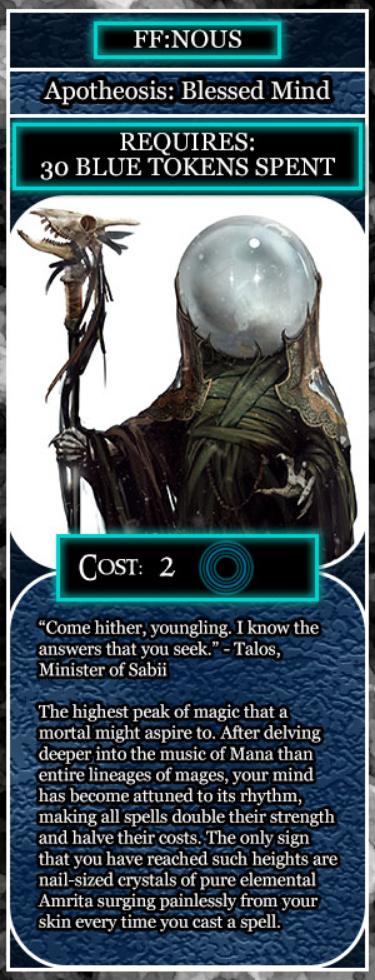 FF:NOUS
Apotheosis: Blessed Mind
REQUIRES:
30 BLUE TOKENS SPENT
COST: 2
“Come hither, youngling. I know the
answers that you seek.” - Talos,
Minister of Sabii
The highest peak of magic that a
mortal might aspire to. After delving
deeper into the music of Mana than
entire lineages of mages, your mind
has become attuned to its rhythm,
making all spells double their strength
and halve their costs. The only sign
that you have reached such heights are
nail-sized crystals of pure elemental
Amrita surging painlessly from your
skin every time you cast a spell.